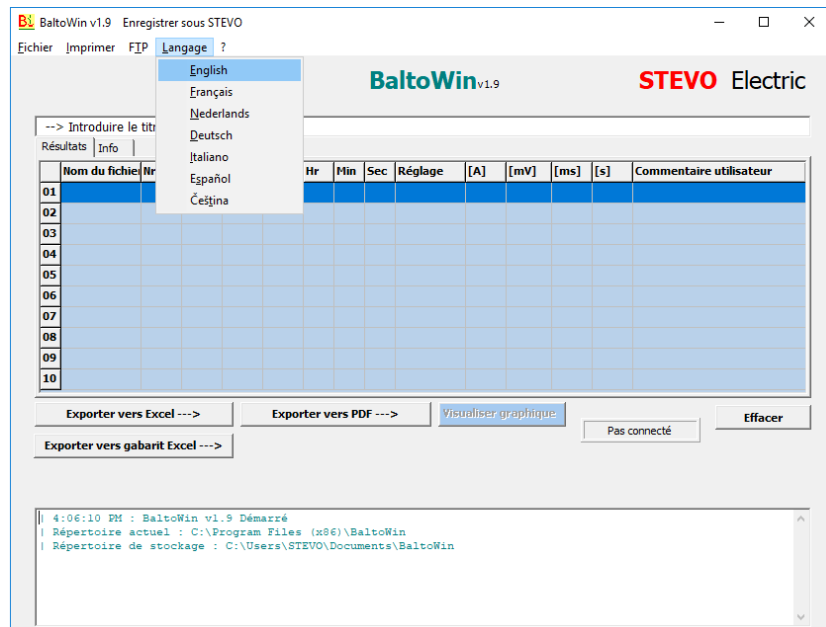 BaltoWin v1.9 Enregistrer sous STEVO
Fichier Imprimer FTP Langage ?
English
Français
Nederlands
Deutsch
Italiano
Español
Čeština
BaltoWin v1.9
STEVO Electric
--> Introduire le
Résultats Info
Nom du fichier Hr Min Sec Réglage [A] [mV] [ms] [s] Commentaire utilisateur
01
02
03
04
05
06
07
08
09
10
Exporter vers Excel ---> Exporter vers PDF ---> Visualiser graphique Effacer
Pas connecté
Exporter vers gabarit Excel --->
| 4:06:10 PM : BaltoWin v1.9 Démarré
| Répertoire actuel : C:\Program Files (x86)\BaltoWin
| Répertoire de stockage : C:\Users\STEVO\Documents\BaltoWin